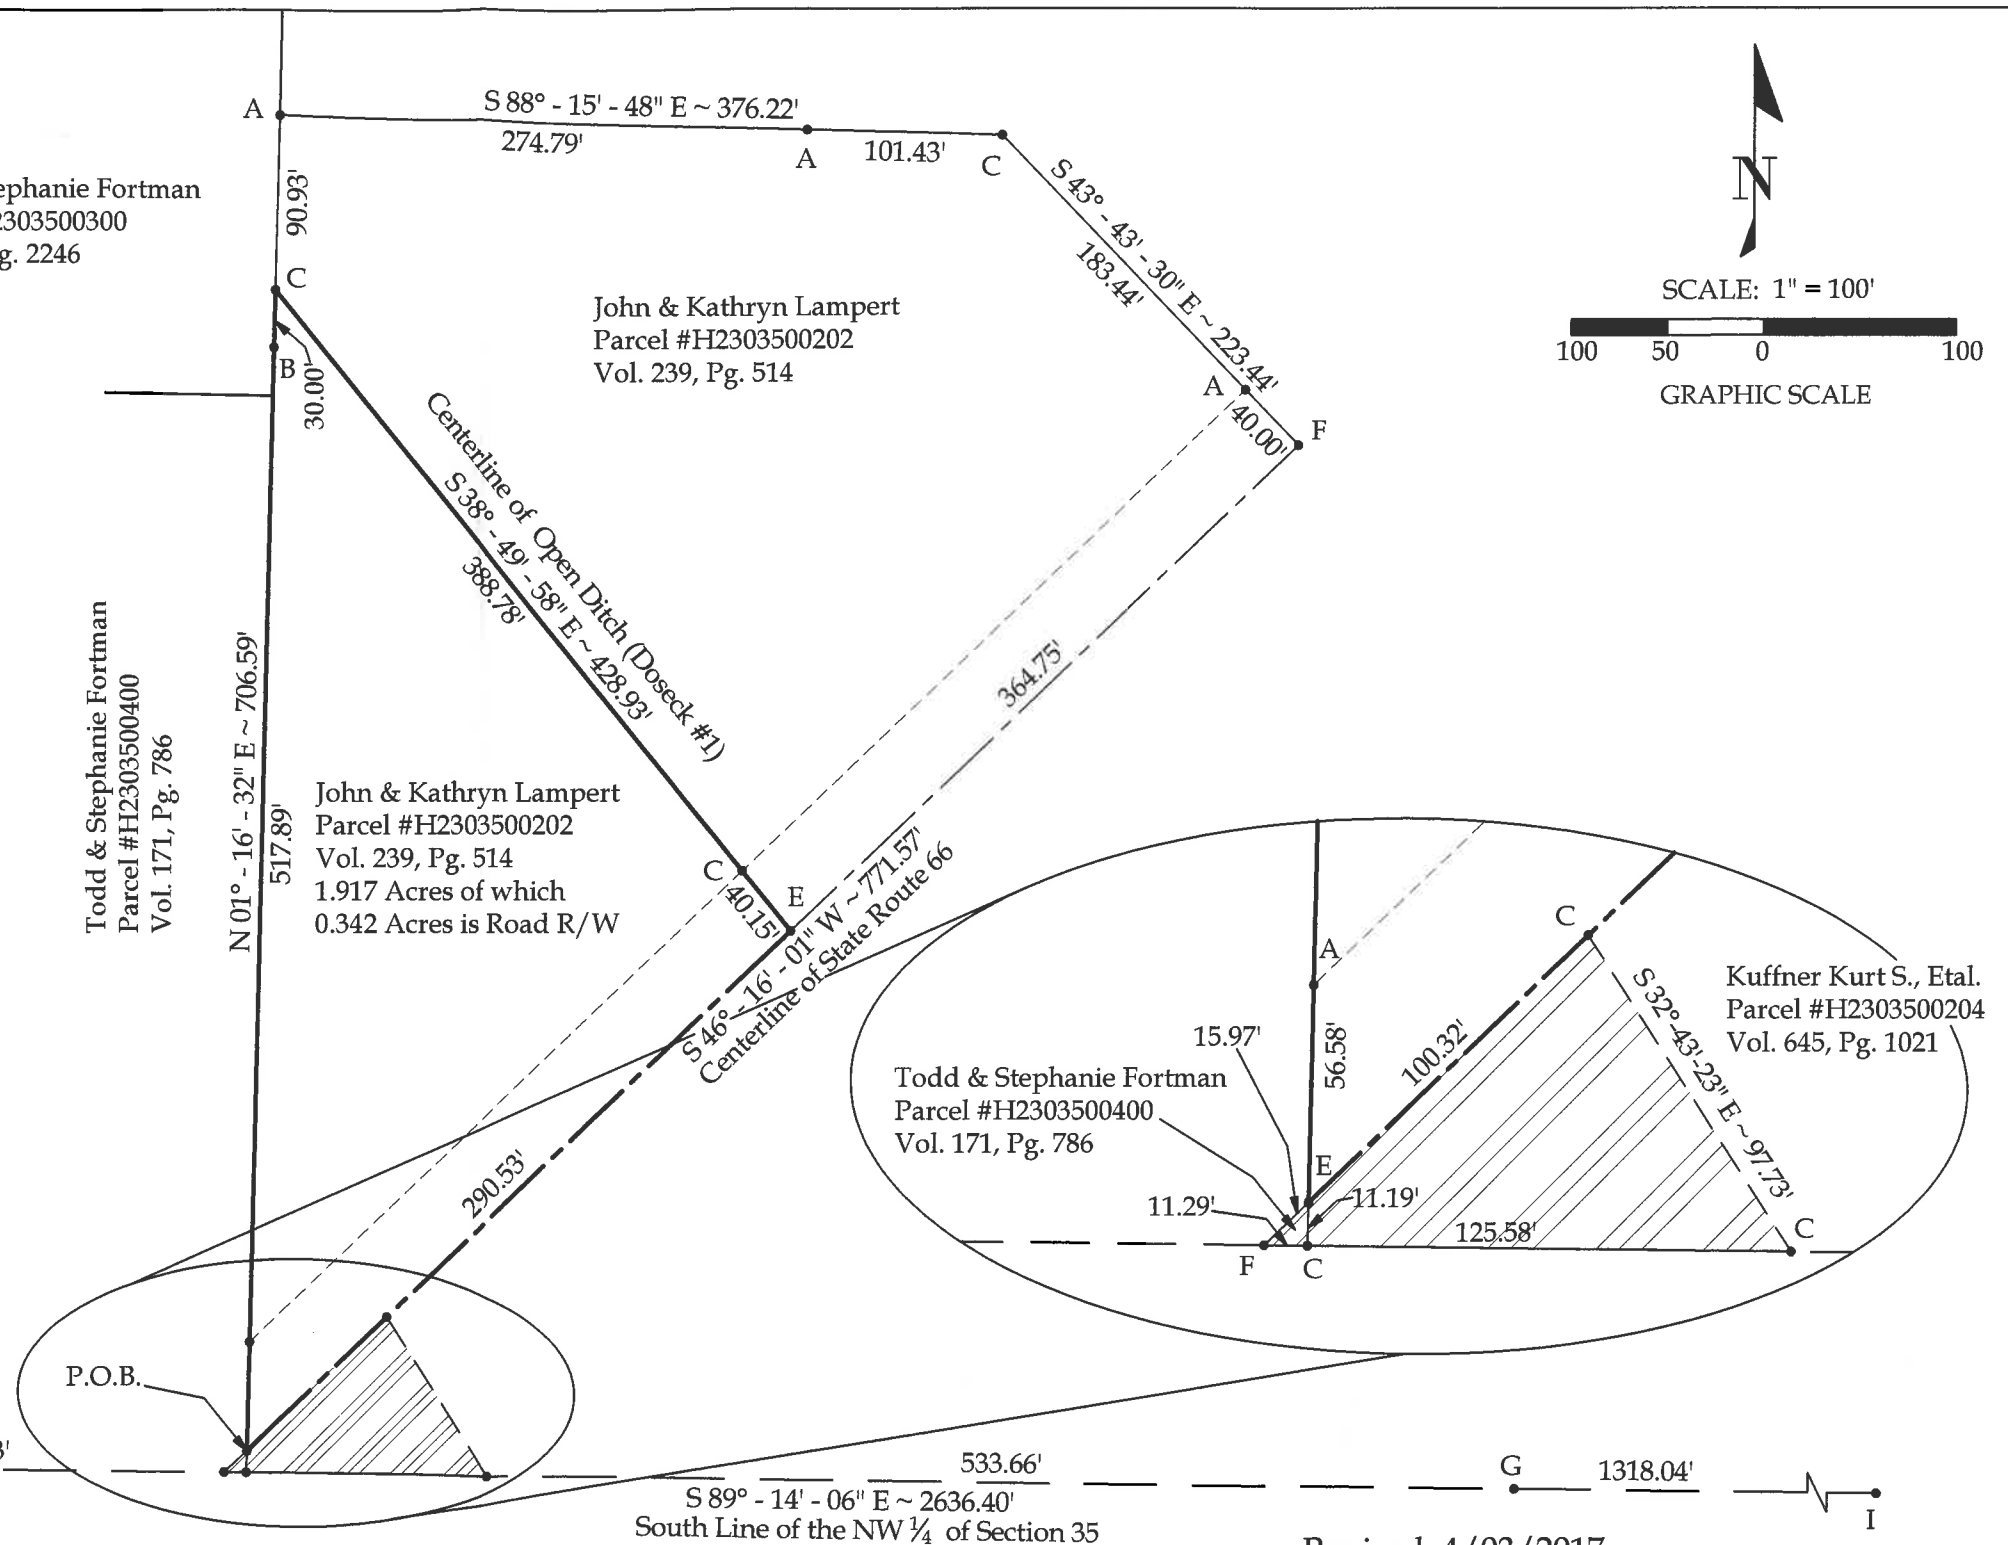 A
S 88° - 15' - 48" E ~ 376.22'
274.79'
A
101.43'
C
N
SCALE: 1" = 100'
100 50 0 100
GRAPHIC SCALE
ephanie Fortman
2303500300
g. 2246
90.93'
C
B
30.00'
John & Kathryn Lampert
Parcel #H2303500202
Vol. 239, Pg. 514
S 43° - 43' - 30" E ~ 223.44'
183.44'
A
40.00'
F
Centerline of Open Ditch (Doseck #1)
S 38° - 49' - 58" E ~ 428.93'
388.78'
364.75'
Todd & Stephanie Fortman
Parcel #H2303500400
Vol. 171, Pg. 786
N 01° - 16' - 32" E ~ 706.59'
517.89'
John & Kathryn Lampert
Parcel #H2303500202
Vol. 239, Pg. 514
1.917 Acres of which
0.342 Acres is Road R/W
C
40.15'
E
S 46° - 16' - 01" W ~ 771.57'
Centerline of State Route 66
290.53'
C
A
Kuffner Kurt S., Etal.
Parcel #H2303500204
Vol. 645, Pg. 1021
S 32°-43'-23" E ~ 97.73'
15.97'
56.58'
100.32'
Todd & Stephanie Fortman
Parcel #H2303500400
Vol. 171, Pg. 786
E
11.29'
11.19'
125.58'
C
F
C
P.O.B.
3'
533.66'
G
1318.04'
S 89° - 14' - 06" E ~ 2636.40'
South Line of the NW ¼ of Section 35
I
Revised: 4/03/2017